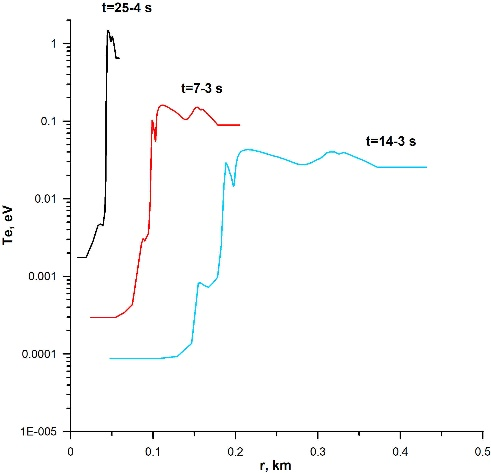 t=25-4 s
1
t=7-3 s
0.1
t=14-3 s
0.01
Te, eV
0.001
0.0001
1E-005
0 0.1 0.2 0.3 0.4 0.5
r, km